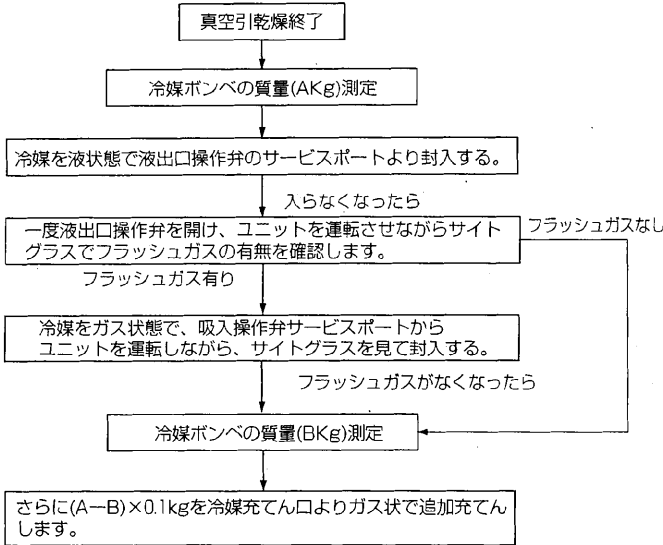 真空引乾燥終了
冷媒ボンベの質量(AKg)測定
冷媒を液状態で液出口操作弁のサービスポートより封入する。
入らなくなったら
一度液出口操作弁を開け、ユニットを運転させながらサイト
グラスでフラッシュガスの有無を確認します。
フラッシュガスなし
フラッシュガス有り
冷媒をガス状態で、吸入操作弁サービスポートから
ユニットを運転しながら、サイトグラスを見て封入する。
フラッシュガスがなくなったら
冷媒ボンベの質量(BKg)測定
さらに(A−B)×0.1kgを冷媒充てん口よりガス状で追加充てん
します。